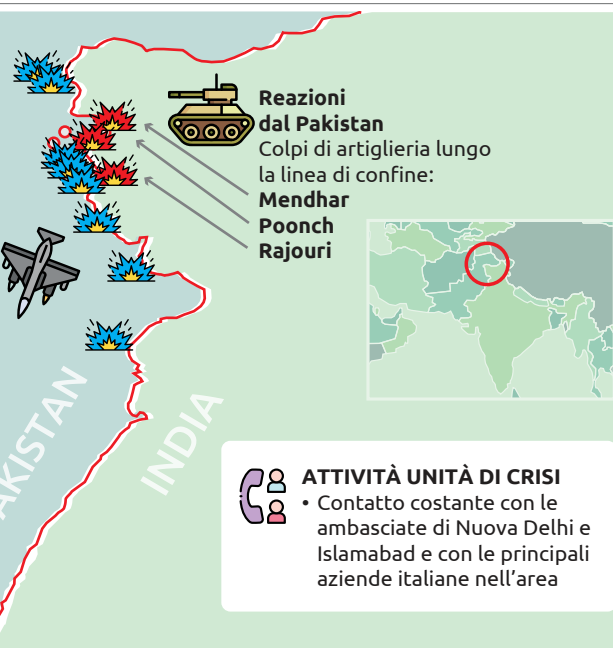 Reazioni
dal Pakistan
Colpi di artiglieria lungo
la linea di confine:
Mendhar
Poonch
Rajouri
AKISTAN
INDIA
ATTIVITÀ UNITÀ DI CRISI
• Contatto costante con le
ambasciate di Nuova Delhi e
Islamabad e con le principali
aziende italiane nell'area